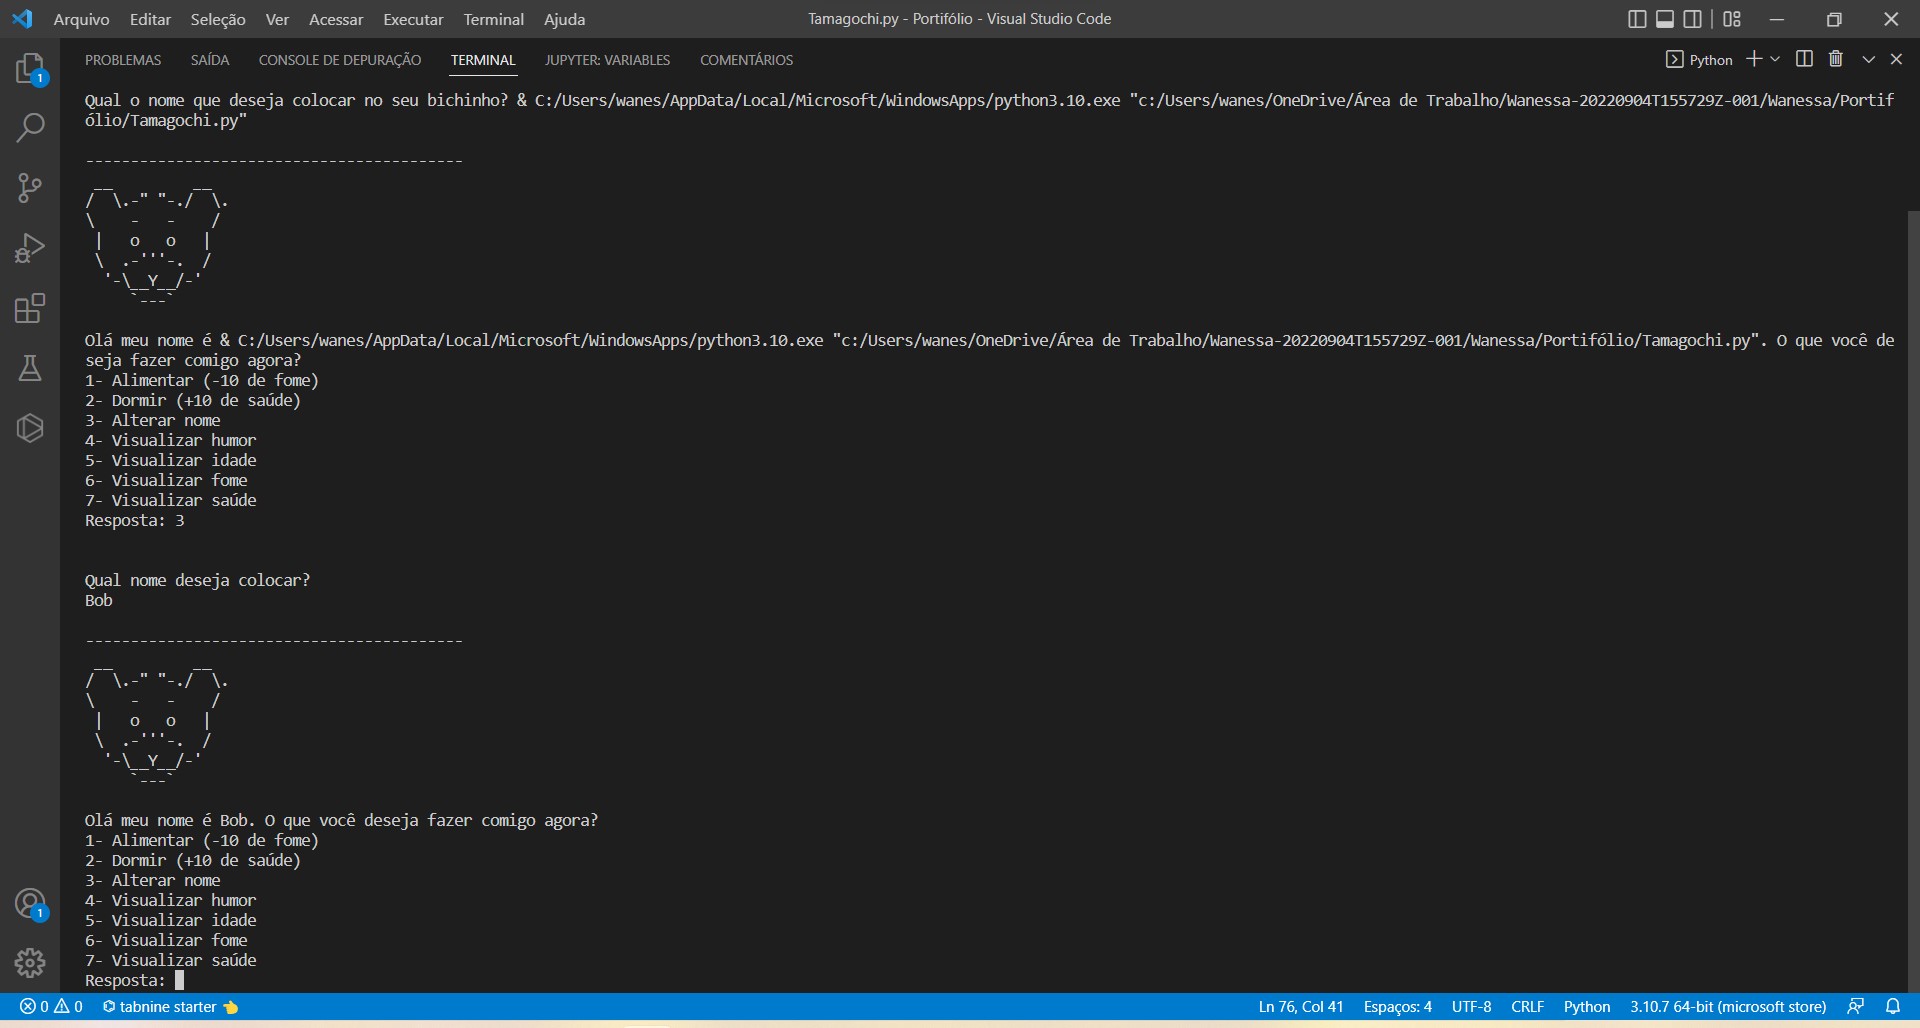 Arquivo Editar Seleção Ver Acessar Executar Terminal Ajuda Tamagochi.py - Portifólio - Visual Studio Code
PROBLEMAS SAÍDA CONSOLE DE DEPURAÇÃO TERMINAL JUPYTER: VARIABLES COMENTÁRIOS Python
1
Qual o nome que deseja colocar no seu bichinho? & C:/Users/wanes/AppData/Local/Microsoft/WindowsApps/python3.10.exe "c:/Users/wanes/OneDrive/Área de Trabalho/Wanessa-20220904T155729Z-001/Wanessa/Portif
ólio/Tamagochi.py"
------------------------------------------
 __         __
/  \.-" "-./  \.
\    -   -    /
 |   o   o   |
 \  .-'''-.  /
  '-\__Y__/-'
     `---`
Olá meu nome é & C:/Users/wanes/AppData/Local/Microsoft/WindowsApps/python3.10.exe "c:/Users/wanes/OneDrive/Área de Trabalho/Wanessa-20220904T155729Z-001/Wanessa/Portifólio/Tamagochi.py". O que você de
seja fazer comigo agora?
1- Alimentar (-10 de fome)
2- Dormir (+10 de saúde)
3- Alterar nome
4- Visualizar humor
5- Visualizar idade
6- Visualizar fome
7- Visualizar saúde
Resposta: 3
Qual nome deseja colocar?
Bob
------------------------------------------
 __         __
/  \.-" "-./  \.
\    -   -    /
 |   o   o   |
 \  .-'''-.  /
  '-\__Y__/-'
     `---`
Olá meu nome é Bob. O que você deseja fazer comigo agora?
1- Alimentar (-10 de fome)
2- Dormir (+10 de saúde)
3- Alterar nome
4- Visualizar humor
5- Visualizar idade
6- Visualizar fome
7- Visualizar saúde
Resposta:
1
0 0 tabnine starter Ln 76, Col 41 Espaços: 4 UTF-8 CRLF Python 3.10.7 64-bit (microsoft store)